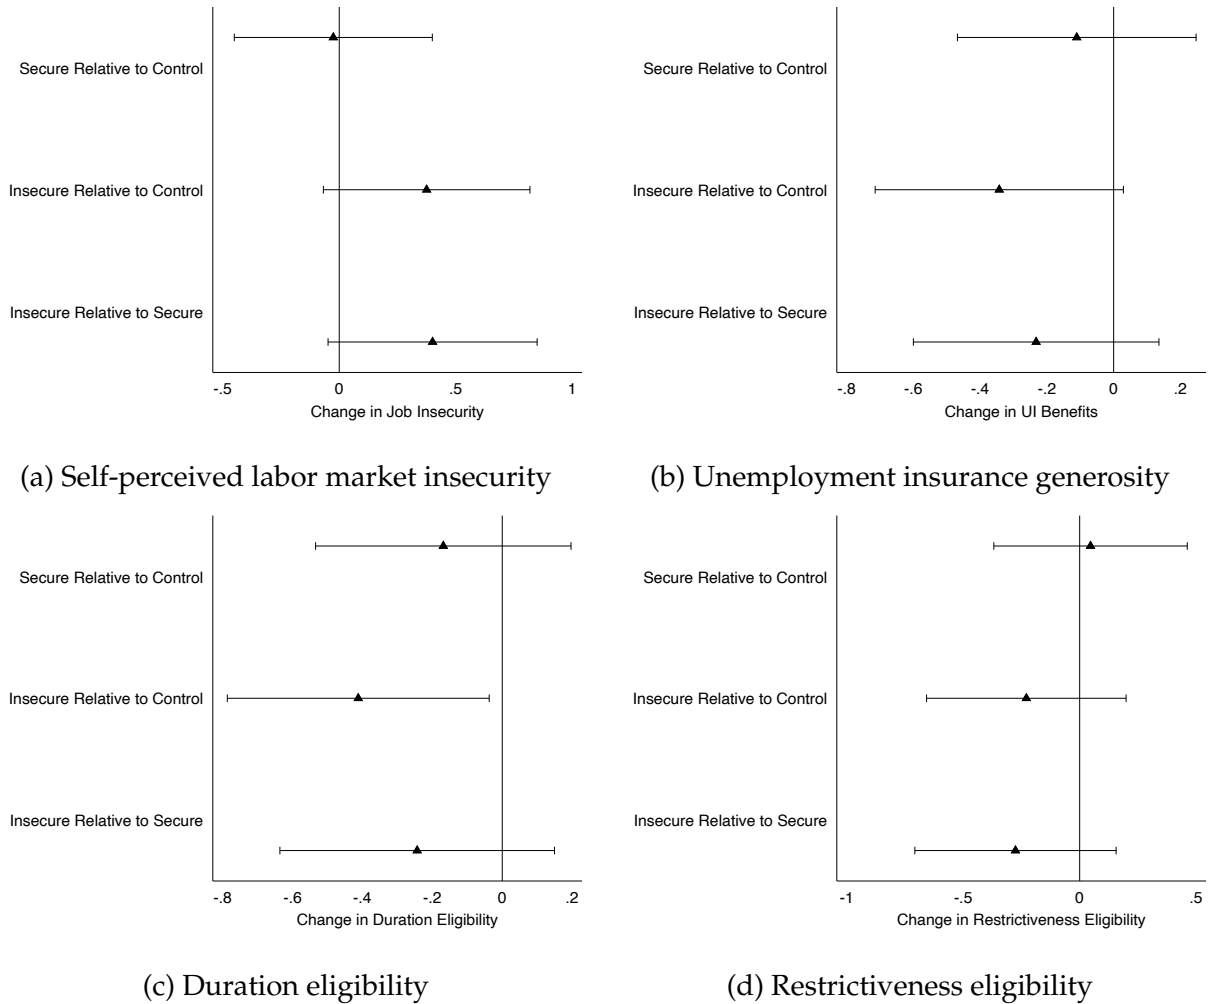 Secure Relative to Control
Insecure Relative to Control
Insecure Relative to Secure
-.5 0 .5 1
Change in Job Insecurity
(a) Self-perceived labor market insecurity
Secure Relative to Control
Insecure Relative to Control
Insecure Relative to Secure
-.8 -.6 -.4 -.2 0 .2
Change in UI Benefits
(b) Unemployment insurance generosity
Secure Relative to Control
Insecure Relative to Control
Insecure Relative to Secure
-.8 -.6 -.4 -.2 0 .2
Change in Duration Eligibility
(c) Duration eligibility
Secure Relative to Control
Insecure Relative to Control
Insecure Relative to Secure
-1 -.5 0 .5
Change in Restrictiveness Eligibility
(d) Restrictiveness eligibility